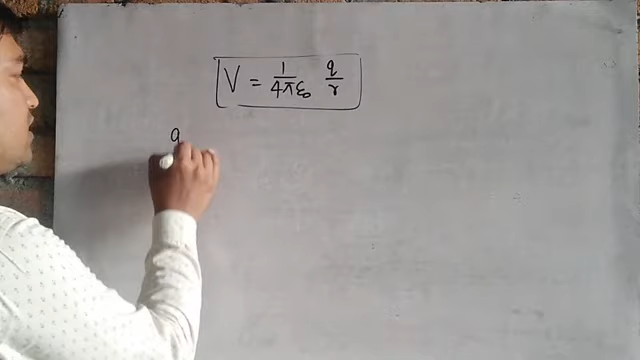 V = 1/4πε₀ q/r
q